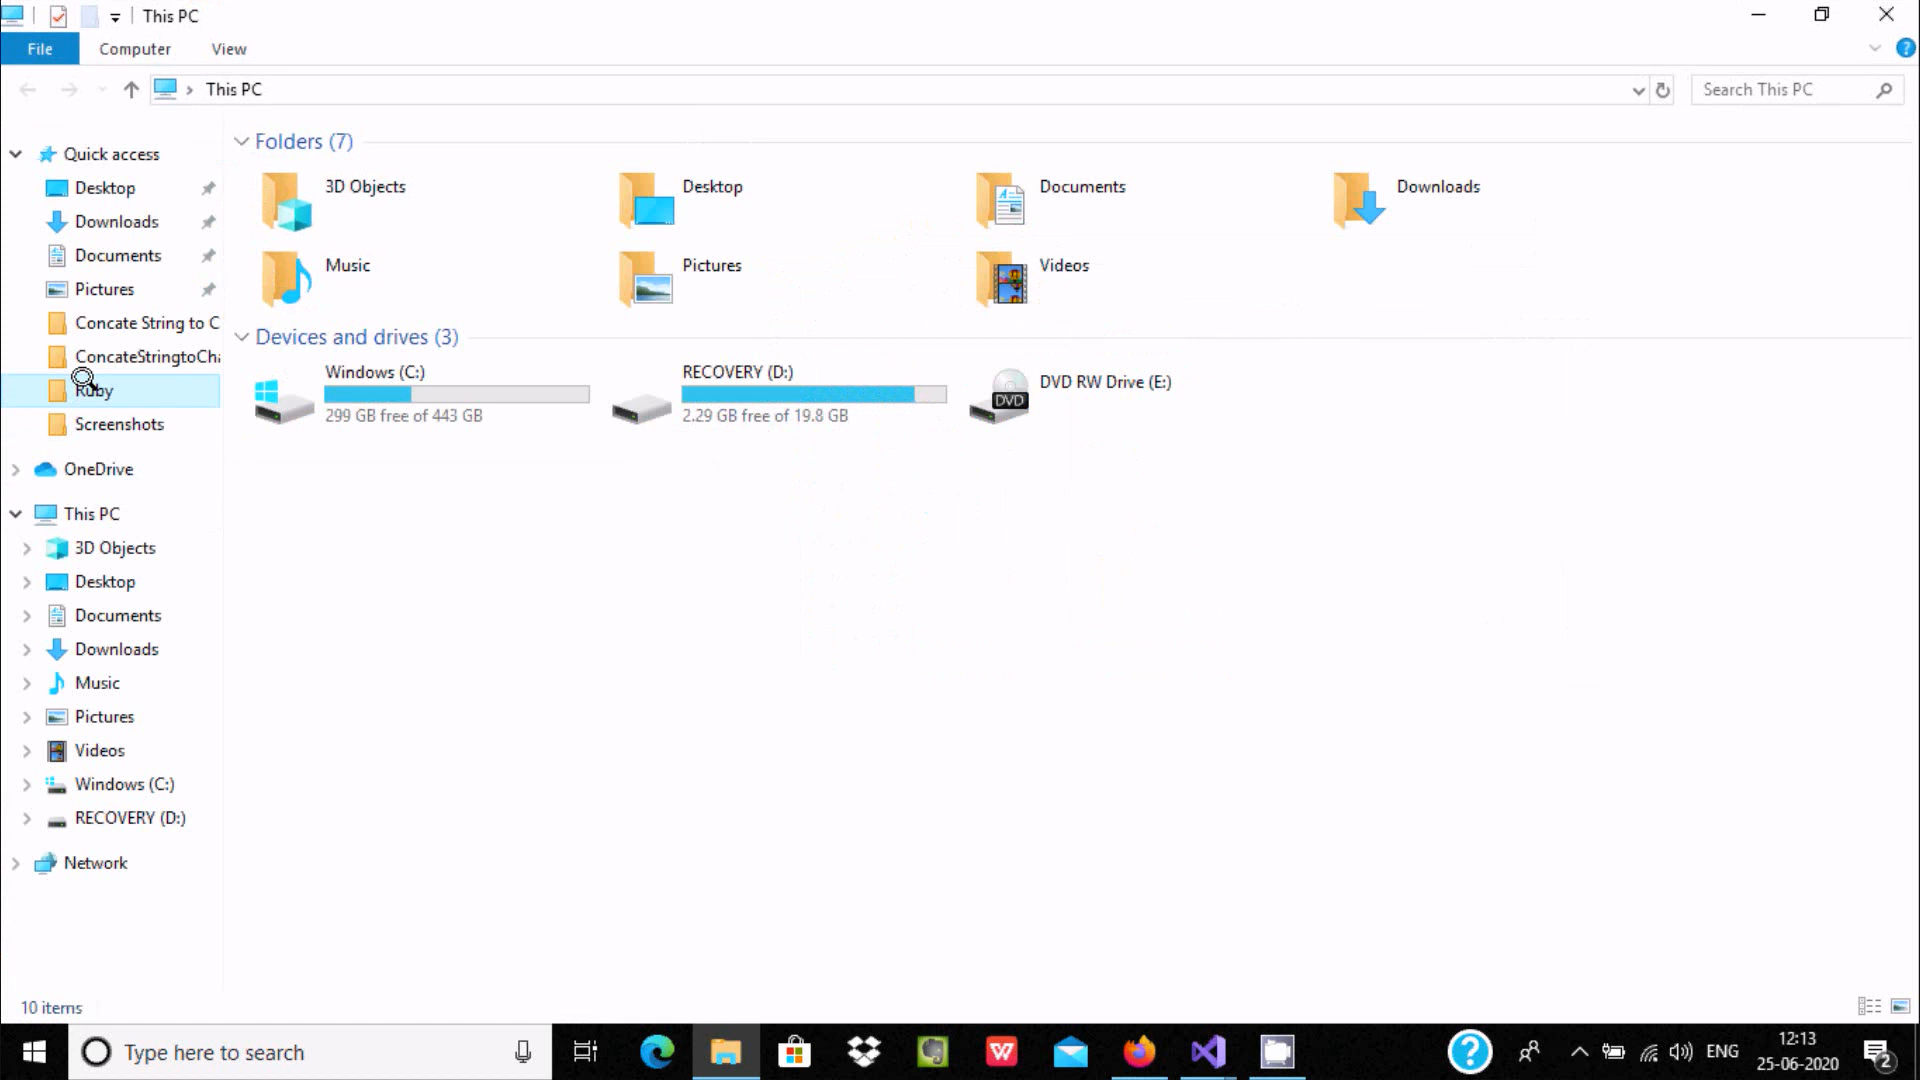 This PC
File
Computer
View
This PC
Search This PC
Quick access
Desktop
Downloads
Documents
Pictures
Concate String to C
ConcateStringtoCha
Ruby
Screenshots
OneDrive
This PC
3D Objects
Desktop
Documents
Downloads
Music
Pictures
Videos
Windows (C:)
RECOVERY (D:)
Network
Folders (7)
3D Objects
Desktop
Documents
Downloads
Music
Pictures
Videos
Devices and drives (3)
Windows (C:)
299 GB free of 443 GB
RECOVERY (D:)
2.29 GB free of 19.8 GB
DVD
DVD RW Drive (E:)
10 items
Type here to search
W
?
ENG
12:13
25-06-2020
2